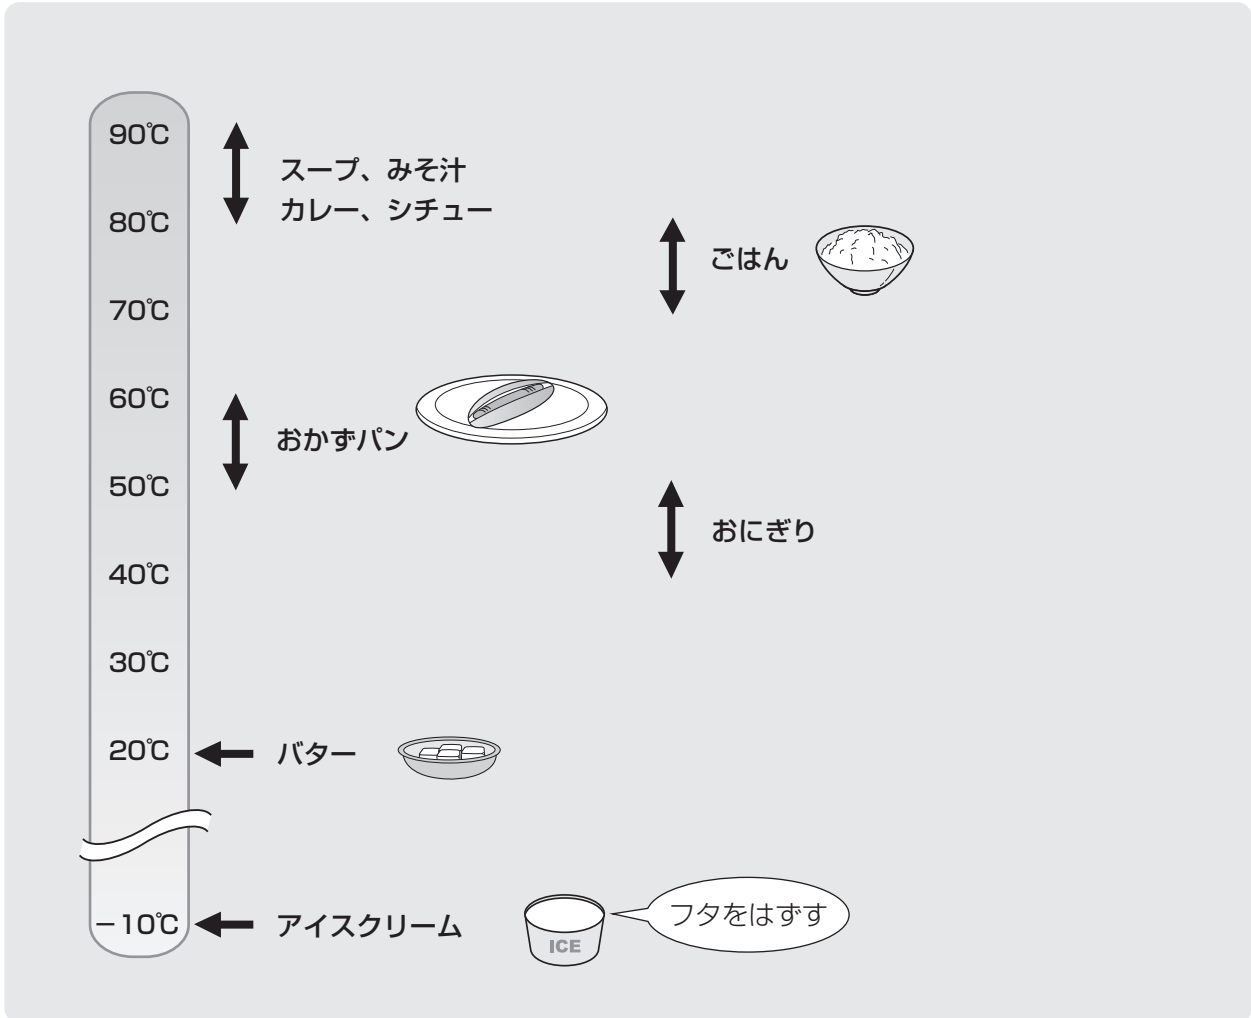 90℃
スープ、みそ汁
カレー、シチュー
80℃
ごはん
70℃
60℃
おかずパン
50℃
おにぎり
40℃
30℃
20℃
バター
−10℃
アイスクリーム
ICE
フタをはずす